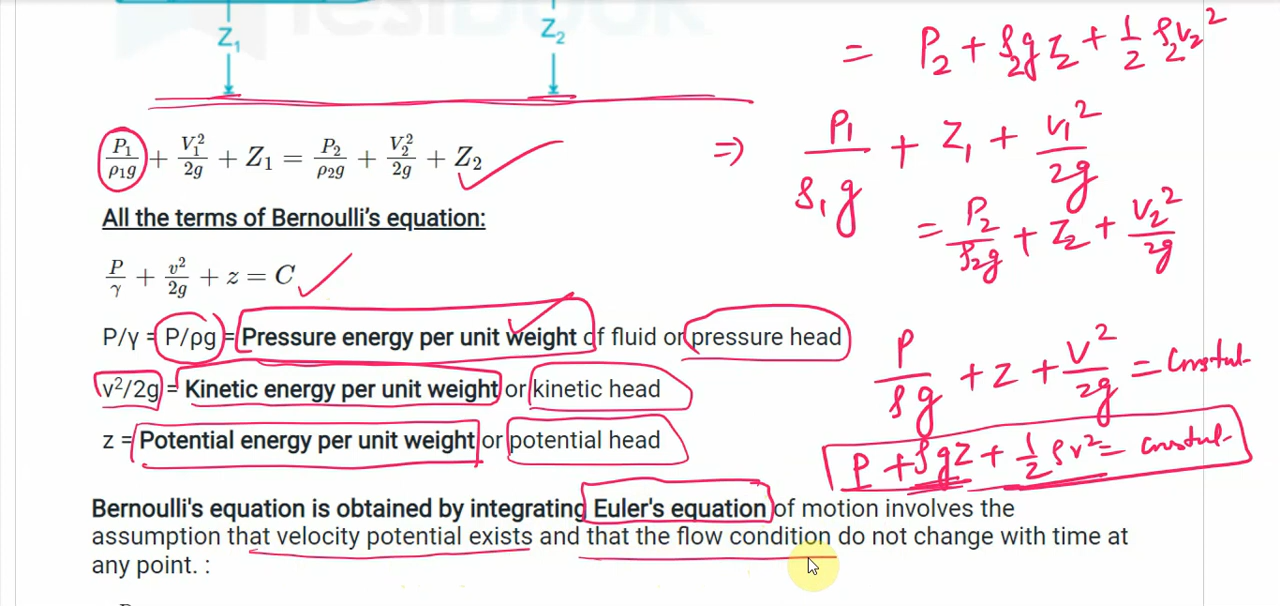 Z₁
Z₂
= P₂ + ρ₂gz₂ + 1/2 ρ₂v₂²
P₁/ρ₁g + V₁²/2g + Z₁ = P₂/ρ₂g + V₂²/2g + Z₂
⇒ P₁/ρ₁g + Z₁ + V₁²/2g
= P₂/ρ₂g + Z₂ + V₂²/2g
All the terms of Bernoulli's equation:
P/γ + v²/2g + z = C
P/γ = P/ρg = Pressure energy per unit weight of fluid or pressure head
v²/2g = Kinetic energy per unit weight or kinetic head
z = Potential energy per unit weight or potential head
P/ρg + z + V²/2g =
P + ρgz + 1/2 ρv² =
Bernoulli's equation is obtained by integrating Euler's equation of motion involves the
assumption that velocity potential exists and that the flow condition do not change with time at
any point. :